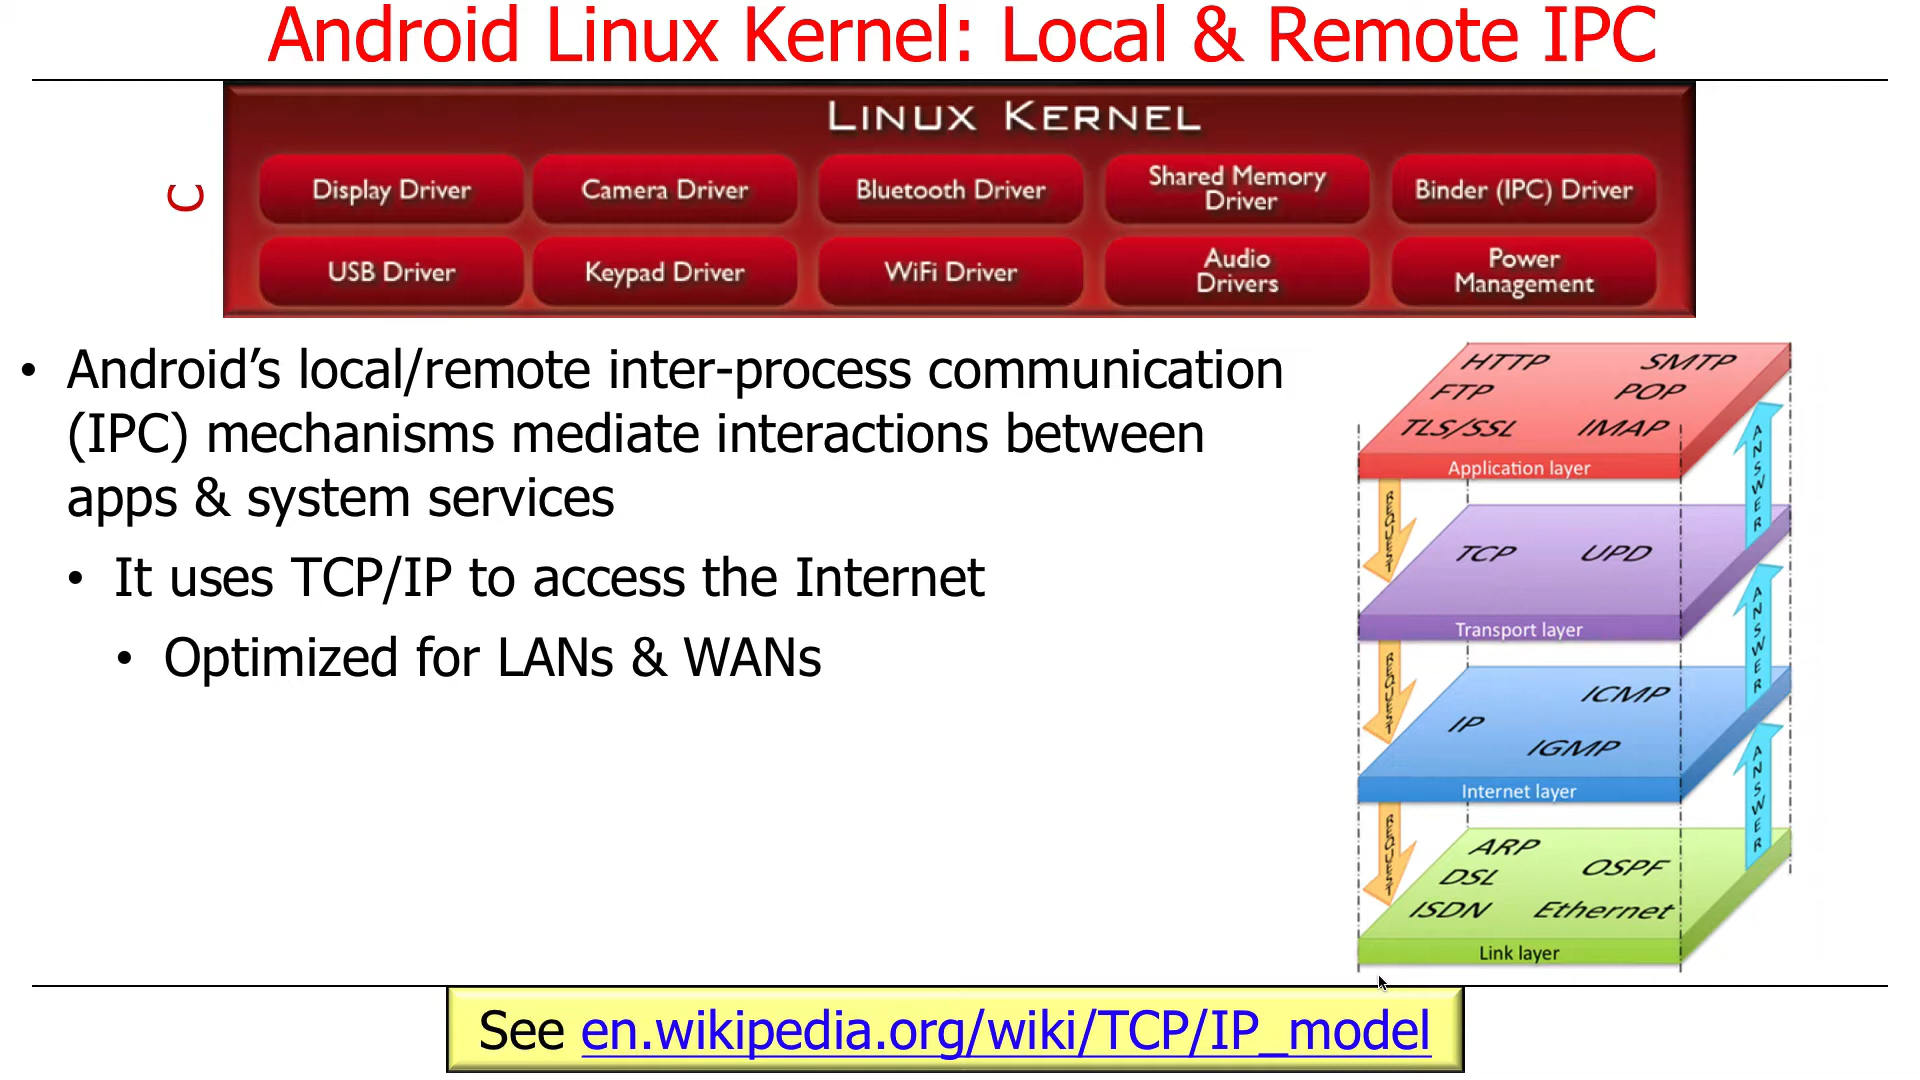 Android Linux Kernel: Local & Remote IPC
LINUX KERNEL
C
Display Driver
Camera Driver
Bluetooth Driver
Shared Memory
Driver
Binder (IPC) Driver
USB Driver
Keypad Driver
WiFi Driver
Audio
Drivers
Power
Management
• Android’s local/remote inter-process communication
(IPC) mechanisms mediate interactions between
apps & system services
• It uses TCP/IP to access the Internet
• Optimized for LANs & WANs
HTTP SMTP
FTP POP
TLS/SSL IMAP
Application layer
REQUEST
ANSWER
TCP UPD
Transport layer
REQUEST
ANSWER
ICMP
IP
IGMP
Internet layer
REQUEST
ANSWER
ARP
OSPF
DSL
ISDN Ethernet
Link layer
See en.wikipedia.org/wiki/TCP/IP_model